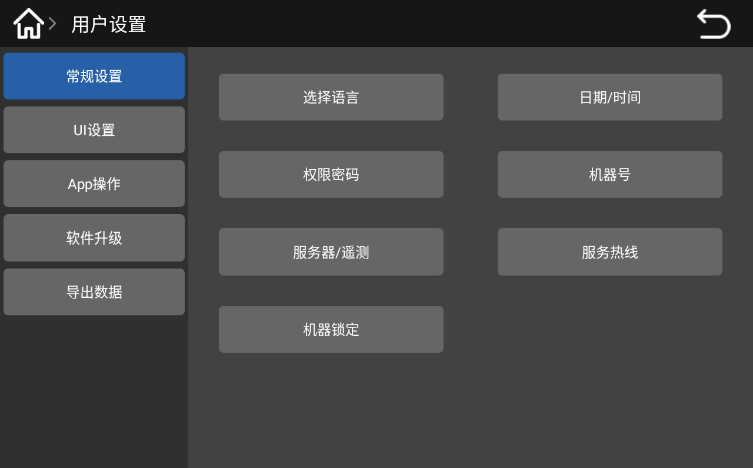 用户设置
常规设置
UI设置
App操作
软件升级
导出数据
选择语言
日期/时间
权限密码
机器号
服务器/遥测
服务热线
机器锁定